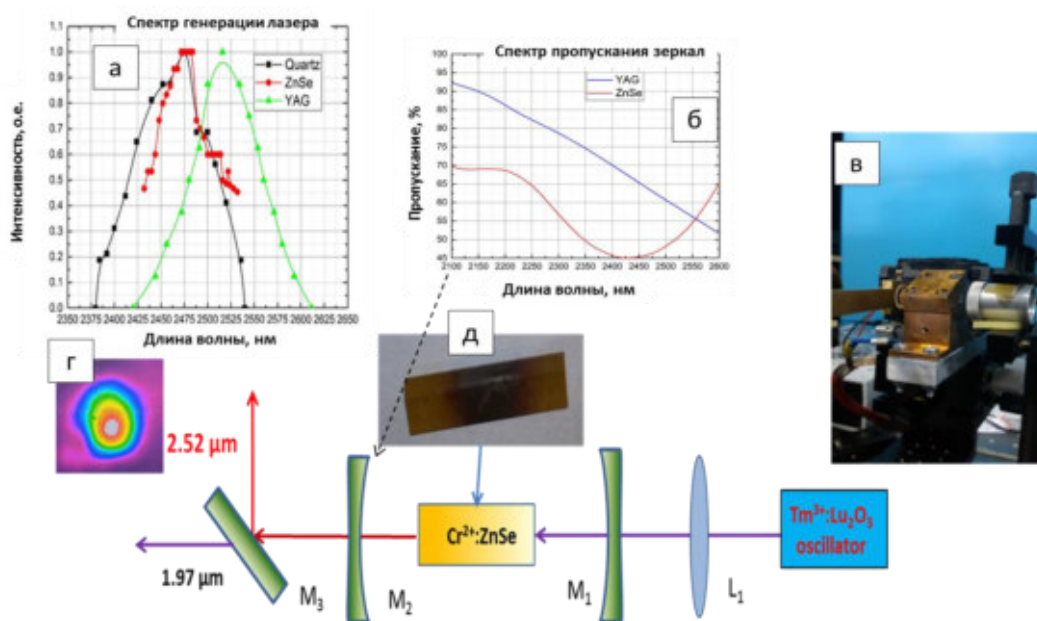 Спектр генерации лазера
а
Quartz
ZnSe
YAG
Интенсивность, о.е.
1.0
0.9
0.8
0.7
0.6
0.5
0.4
0.3
0.2
0.1
0.0
2350 2375 2400 2425 2450 2475 2500 2525 2550 2575 2600 2625 2650
Длина волны, нм
Спектр пропускания зеркал
YAG
ZnSe
б
Пропускание, %
100
95
90
85
80
75
70
65
60
55
50
45
2100 2150 2200 2250 2300 2350 2400 2450 2500 2550 2600
Длина волны, нм
в
г
д
2.52 µm
1.97 µm
M₃
M₂
Cr²⁺:ZnSe
M₁
L₁
Tm³⁺:Lu₂O₃
oscillator